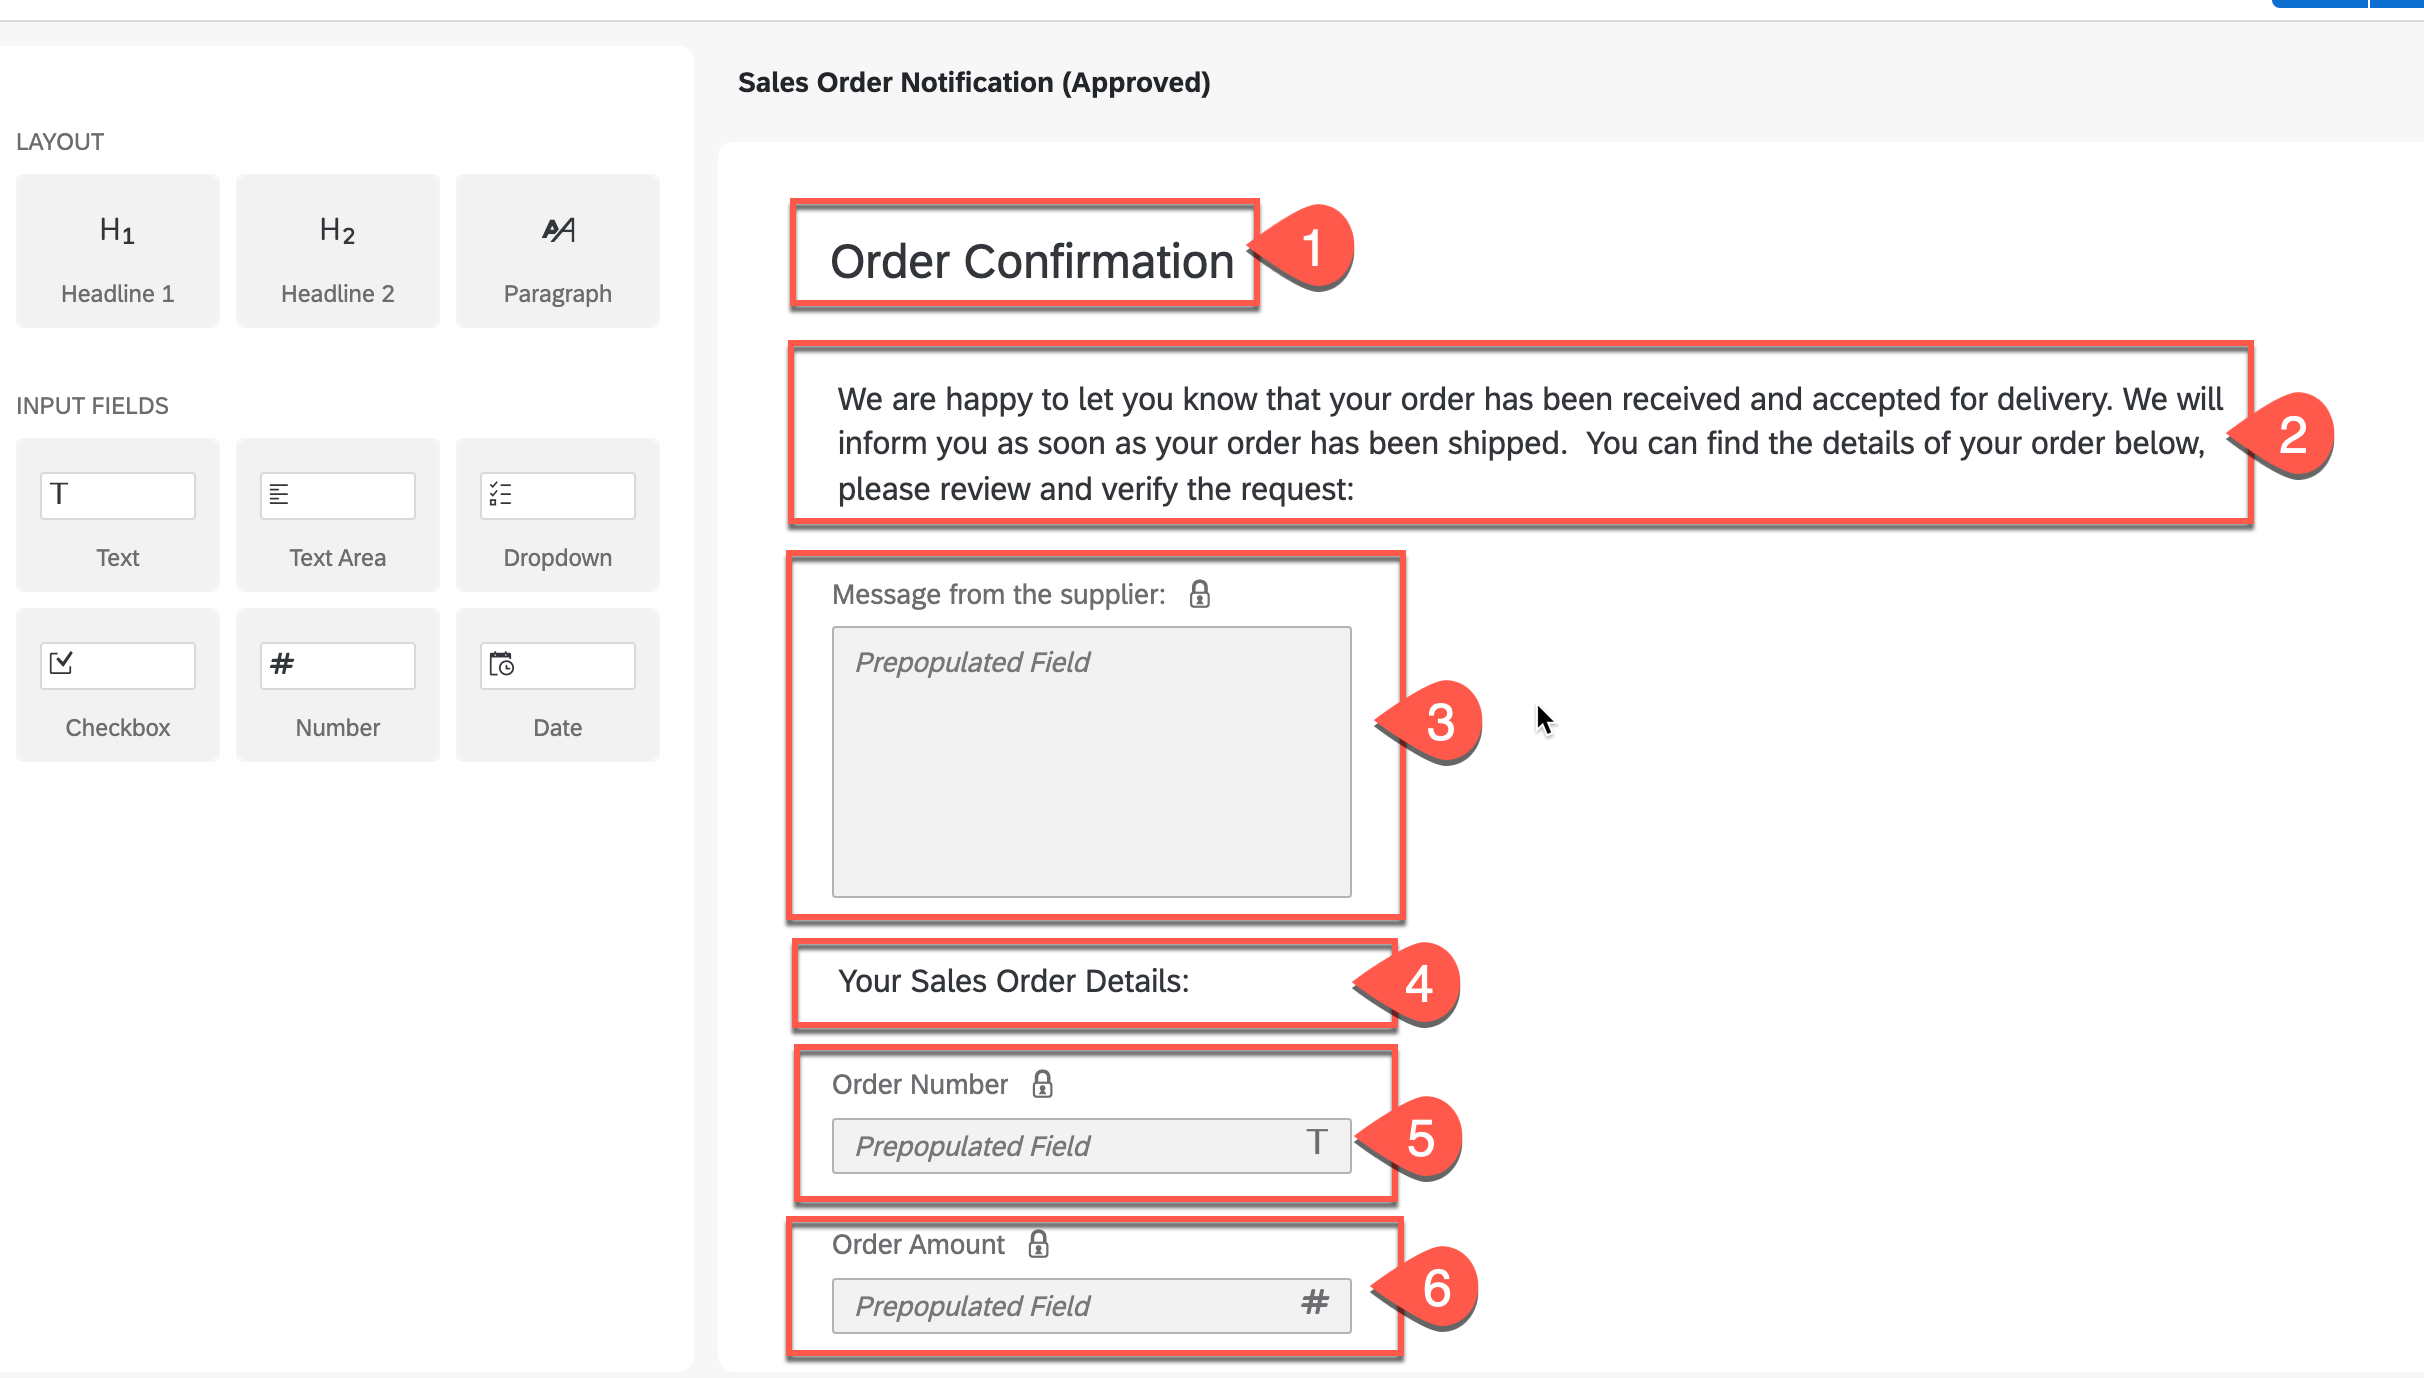 Sales Order Notification (Approved)
LAYOUT
H1
H2
AA
Headline 1
Headline 2
Paragraph
INPUT FIELDS
T
Text
Text Area
Dropdown
#
Checkbox
Number
Date
Order Confirmation
1
We are happy to let you know that your order has been received and accepted for delivery. We will
inform you as soon as your order has been shipped.  You can find the details of your order below,
please review and verify the request:
2
Message from the supplier:
Prepopulated Field
3
Your Sales Order Details:
4
Order Number
Prepopulated Field T
5
Order Amount
Prepopulated Field #
6